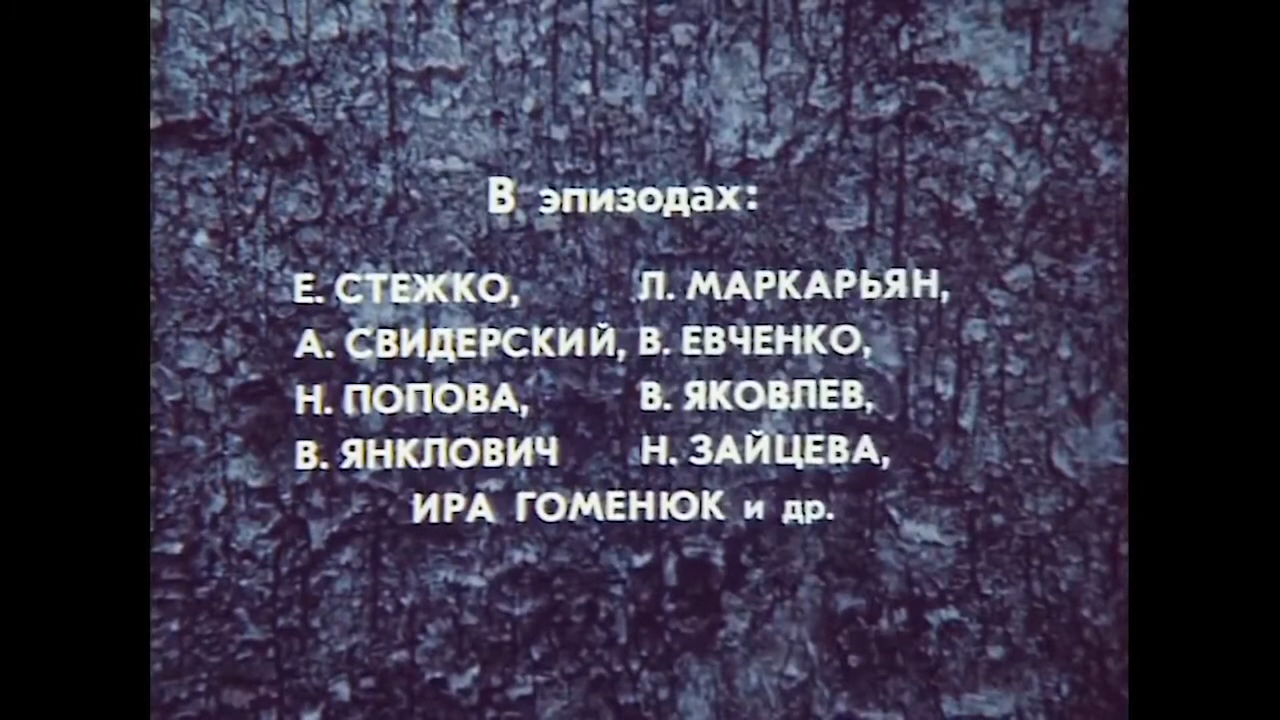 В эпизодах:
Е. СТЕЖКО, Л. МАРКАРЬЯН,
А. СВИДЕРСКИЙ, В. ЕВЧЕНКО,
Н. ПОПОВА, В. ЯКОВЛЕВ,
В. ЯНКЛОВИЧ Н. ЗАЙЦЕВА,
ИРА ГОМЕНЮК и др.